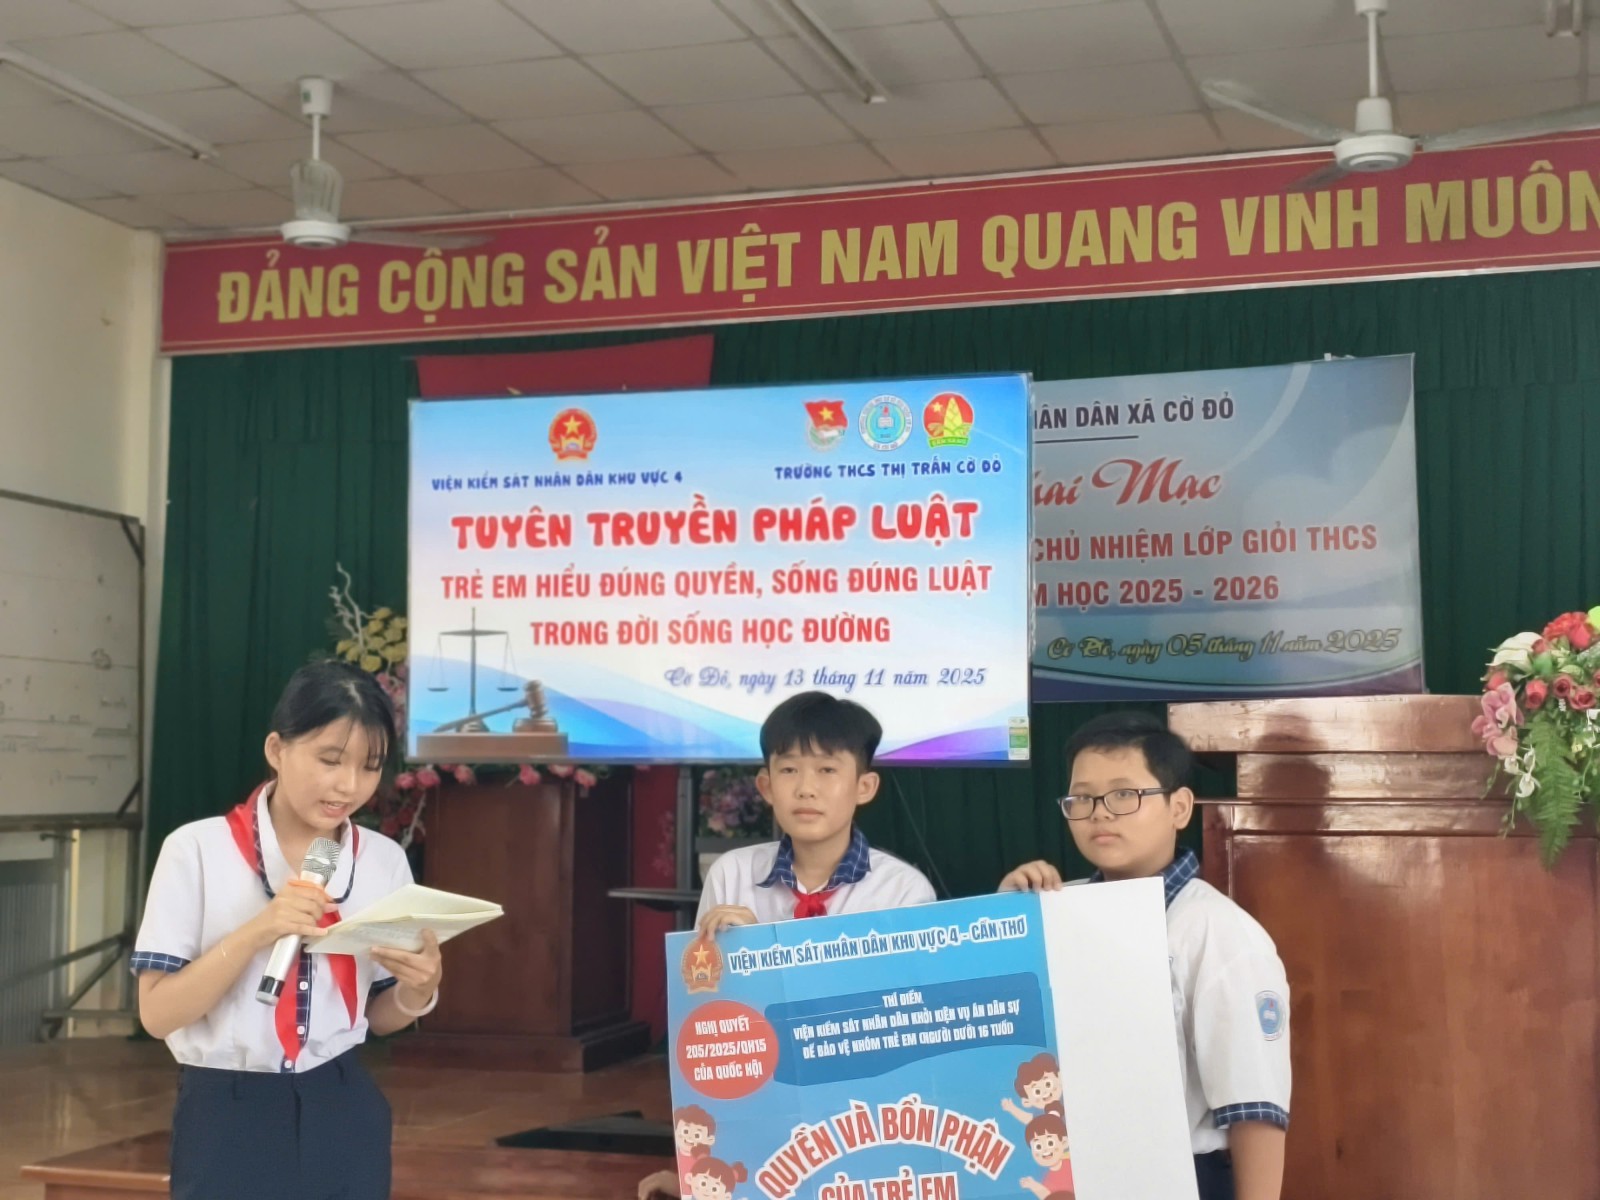 ĐẢNG CỘNG SẢN VIỆT NAM QUANG VINH MUÔN
VIỆN KIỂM SÁT NHÂN DÂN KHU VỰC 4
TRƯỜNG THCS THỊ TRẤN CỜ ĐỎ
TUYÊN TRUYỀN PHÁP LUẬT
TRẺ EM HIỂU ĐÚNG QUYỀN, SỐNG ĐÚNG LUẬT
TRONG ĐỜI SỐNG HỌC ĐƯỜNG
Cờ Đỏ, ngày 13 tháng 11 năm 2025
DÂN XÃ CỜ ĐỎ
Mạc
CHỦ NHIỆM LỚP GIỎI THCS
HỌC 2025 - 2026
Cờ Đỏ, ngày 05 tháng 11 năm 2025
VIỆN KIỂM SÁT NHÂN DÂN KHU VỰC 4 - CẦN THƠ
THÍ ĐIỂM
VIỆN KIỂM SÁT NHÂN DÂN KHỞI KIỆN VỤ ÁN DÂN SỰ
ĐỂ BẢO VỆ NHÓM TRẺ EM (NGƯỜI DƯỚI 16 TUỔI)
NGHỊ QUYẾT
205/2025/QH15
CỦA QUỐC HỘI
QUYỀN VÀ BỔN PHẬN
CỦA TRẺ EM